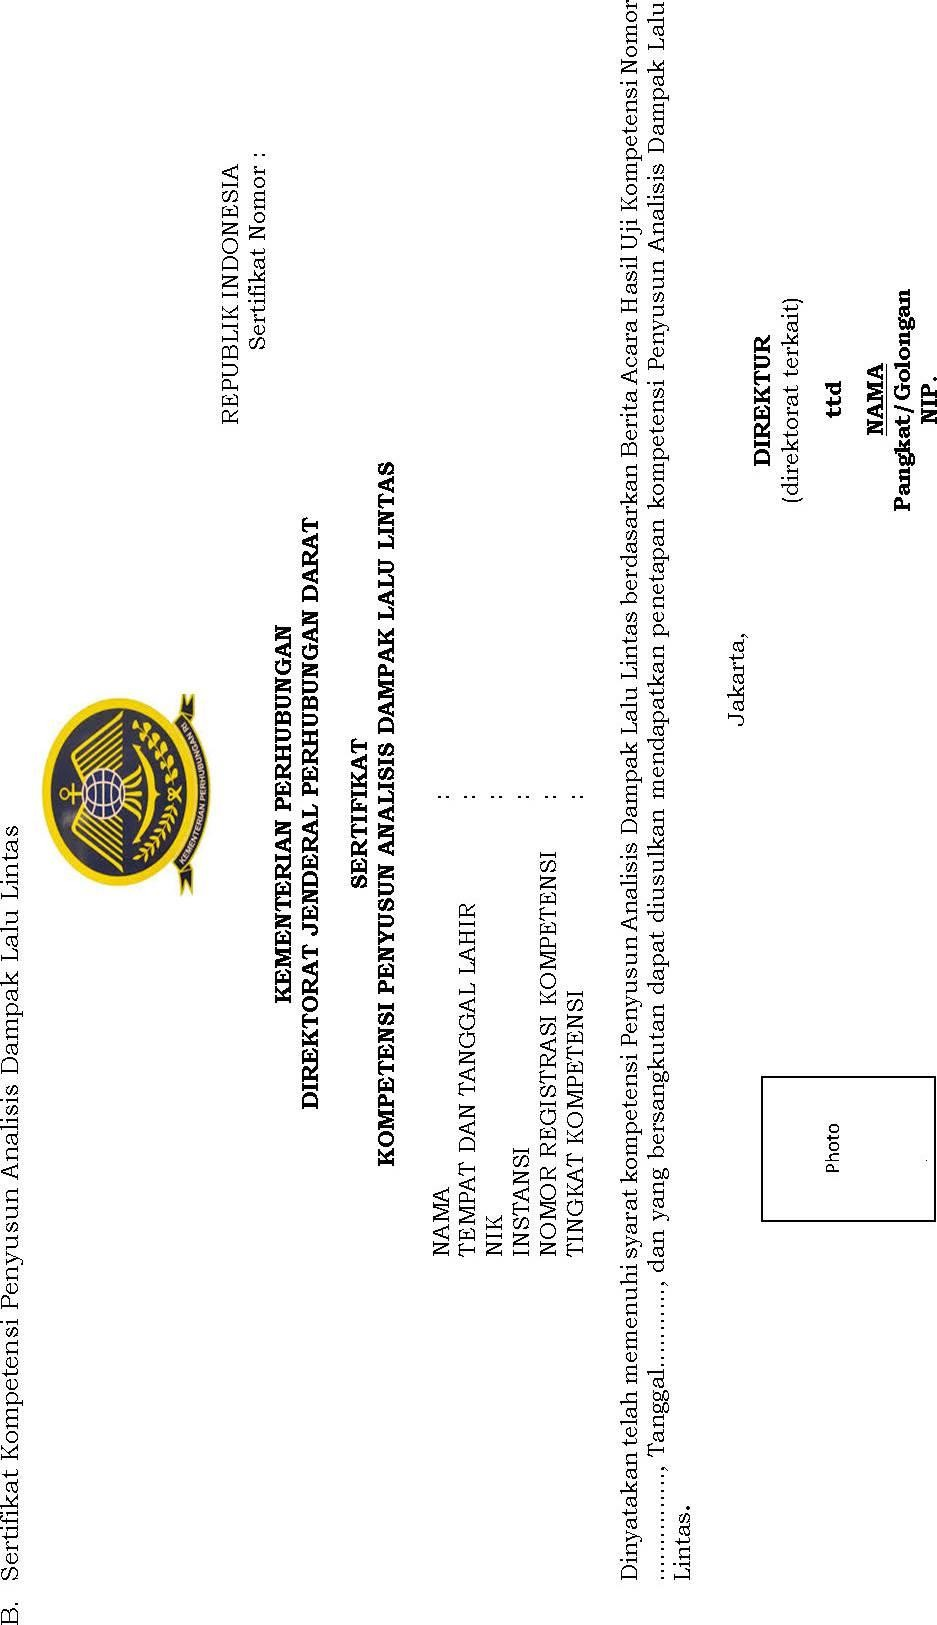 B. Sertifikat Kompetensi Penyusun Analisis Dampak Lalu Lintas
KEMENTERIAN PERHUBUNGAN RI
REPUBLIK INDONESIA
Sertifikat Nomor :
KEMENTERIAN PERHUBUNGAN
DIREKTORAT JENDERAL PERHUBUNGAN DARAT
SERTIFIKAT
KOMPETENSI PENYUSUN ANALISIS DAMPAK LALU LINTAS
NAMA :
TEMPAT DAN TANGGAL LAHIR :
NIK :
INSTANSI :
NOMOR REGISTRASI KOMPETENSI :
TINGKAT KOMPETENSI :
Dinyatakan telah memenuhi syarat kompetensi Penyusun Analisis Dampak Lalu Lintas berdasarkan Berita Acara Hasil Uji Kompetensi Nomor
................, Tanggal............, dan yang bersangkutan dapat diusulkan mendapatkan penetapan kompetensi Penyusun Analisis Dampak Lalu
Lintas.
Jakarta,
DIREKTUR
(direktorat terkait)
Photo
ttd
NAMA
Pangkat/Golongan
NIP.